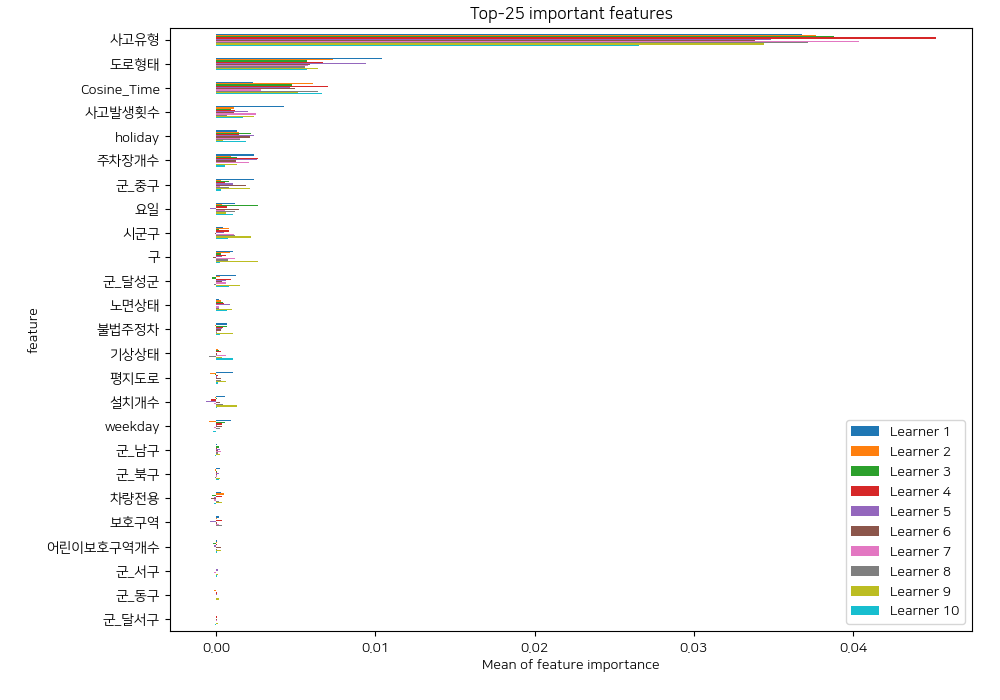 Top-25 important features
사고유형
도로형태
Cosine_Time
사고발생횟수
holiday
주차장개수
군_중구
요일
시군구
구
군_달성군
노면상태
불법주정차
기상상태
평지도로
설치개수
weekday
군_남구
군_북구
차량전용
보호구역
어린이보호구역개수
군_서구
군_동구
군_달서구
feature
0.00 0.01 0.02 0.03 0.04
Mean of feature importance
Learner 1
Learner 2
Learner 3
Learner 4
Learner 5
Learner 6
Learner 7
Learner 8
Learner 9
Learner 10